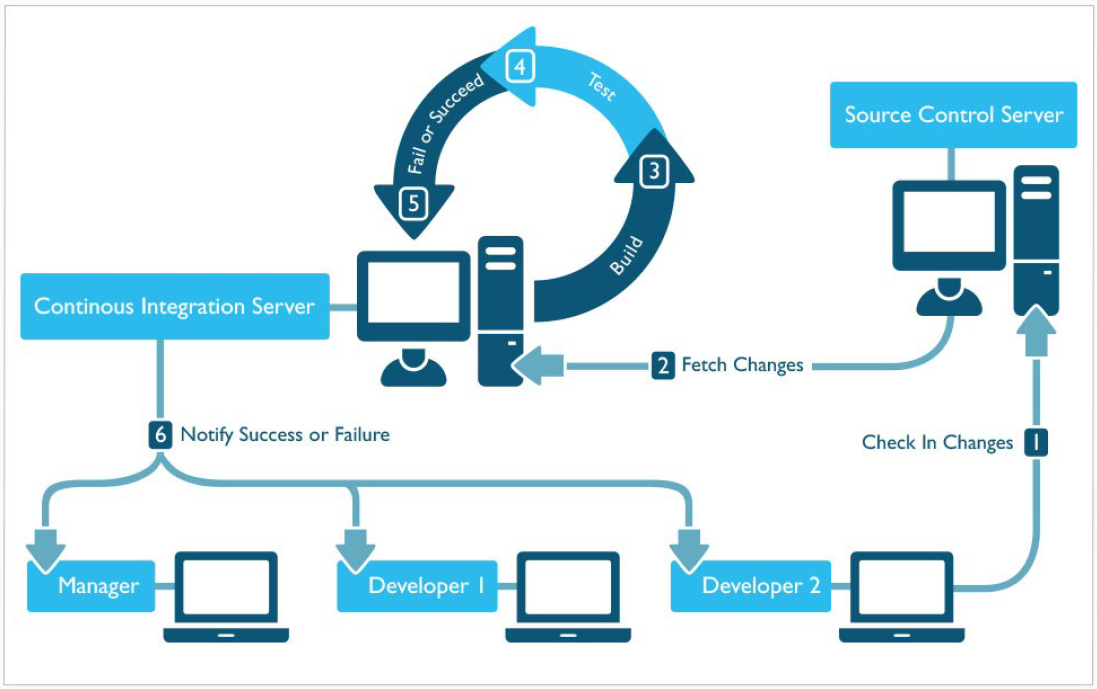 4
Test
Fail or Succeed
3
5
Build
Source Control Server
Continous Integration Server
2 Fetch Changes
6 Notify Success or Failure
Check In Changes 1
Manager
Developer 1
Developer 2